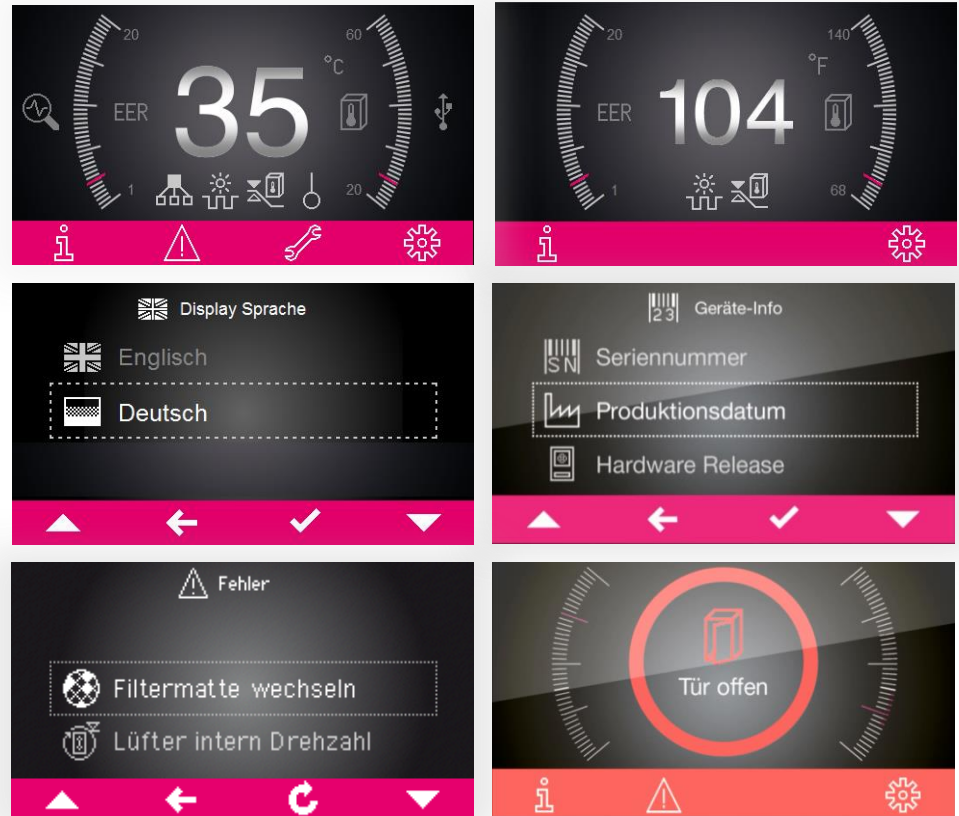 20 60
°C
EER 35
1 20
20 140
°F
EER 104
1 68
Display Sprache
Englisch
Deutsch
23 Geräte-Info
SN Seriennummer
Produktionsdatum
Hardware Release
Fehler
Filtermatte wechseln
Lüfter intern Drehzahl
Tür offen